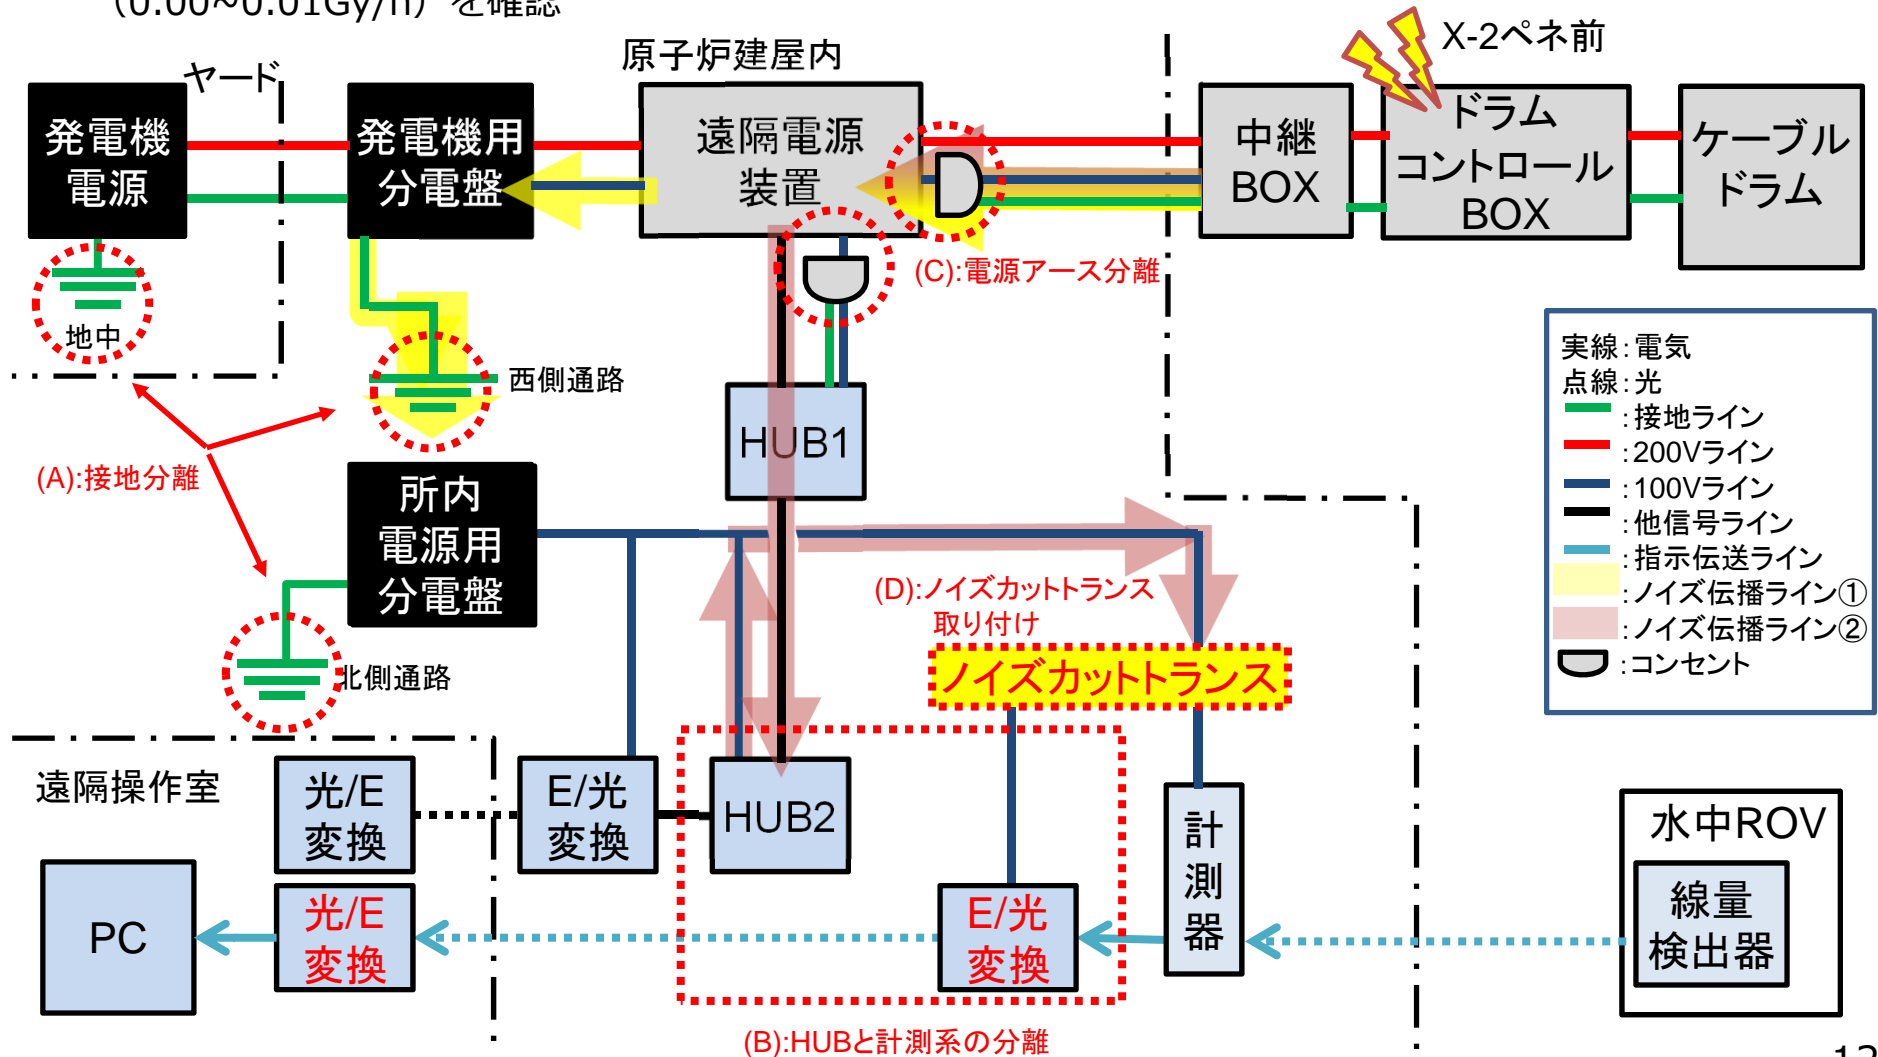 （0.00~0.01Gy/h）を確認
X-2ペネ前
原子炉建屋内
ヤード
発電機
電源
発電機用
分電盤
遠隔電源
装置
中継
BOX
ドラム
コントロール
BOX
ケーブル
ドラム
(C):電源アース分離
地中
西側通路
(A):接地分離
HUB1
所内
電源用
分電盤
北側通路
(D):ノイズカットトランス
取り付け
ノイズカットトランス
実線：電気
点線：光
：接地ライン
：200Vライン
：100Vライン
：他信号ライン
：指示伝送ライン
：ノイズ伝播ライン①
：ノイズ伝播ライン②
：コンセント
遠隔操作室
光/E
変換
E/光
変換
HUB2
計
測
器
水中ROV
線量
検出器
PC
光/E
変換
E/光
変換
(B):HUBと計測系の分離